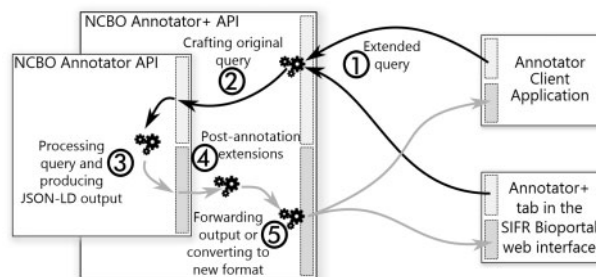 NCBO Annotator+ API
NCBO Annotator API
Crafting original
query
②
① Extended
query
Annotator
Client
Application
Processing
query and
producing
JSON-LD output
③
④ Post-annotation
extensions
Forwarding
output or
converting to
new format
⑤
Annotator+
tab in the
SIFR Bioportal
web interface